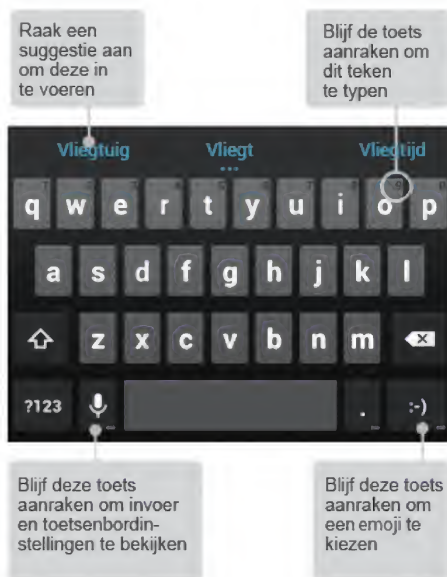 Raak een
suggestie aan
om deze in
te voeren
Blijf de toets
aanraken om
dit teken
te typen
Vliegtuig Vliegt Vliegtijd
q w e r t y u i o p
a s d f g h j k l
z x c v b n m
?123 . :-)
Blijf deze toets
aanraken om invoer
en toetsenbordin-
stellingen te bekijken
Blijf deze toets
aanraken om
een emoji te
kiezen